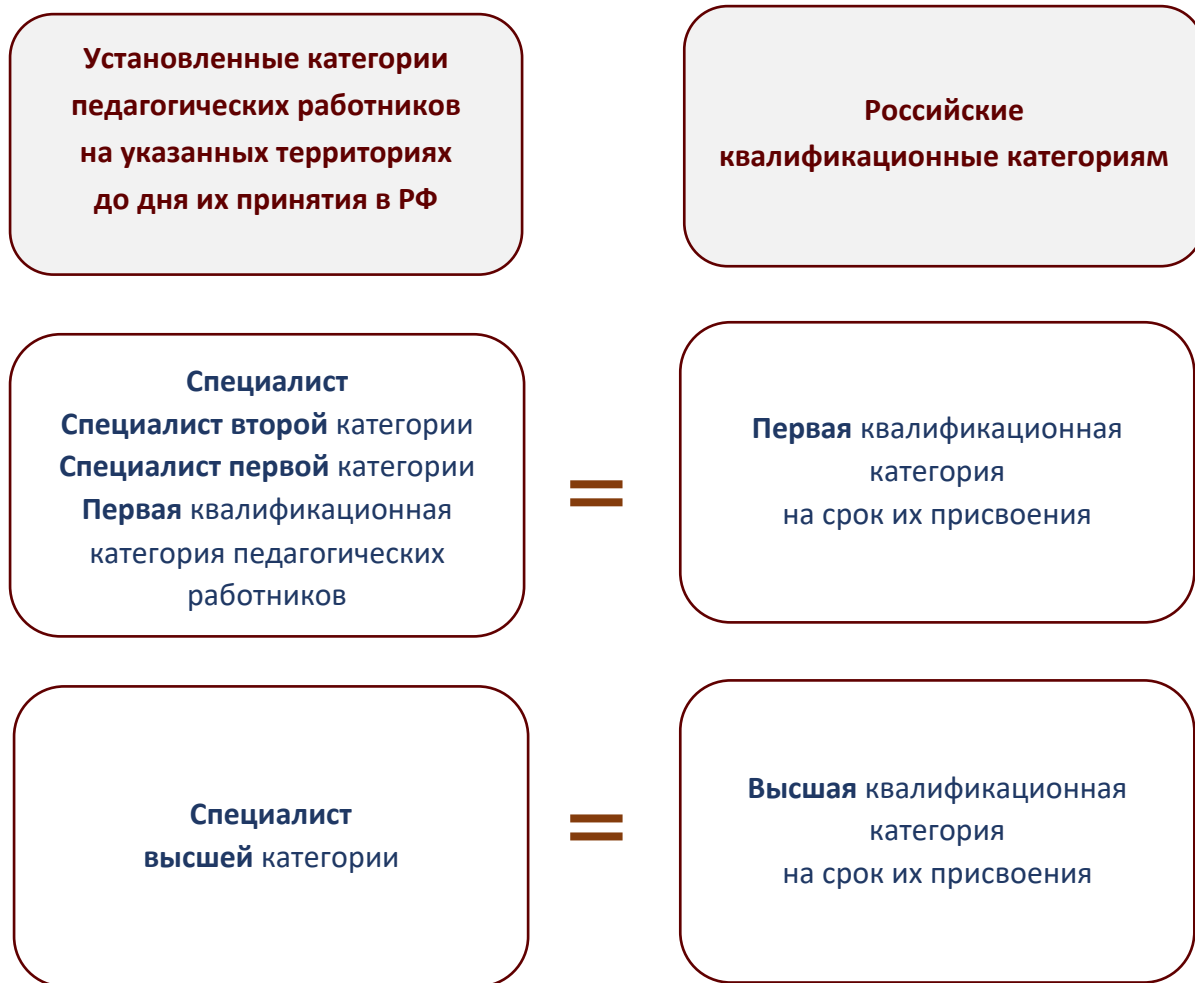 Установленные категории
педагогических работников
на указанных территориях
до дня их принятия в РФ
Российские
квалификационные категориям
Специалист
Специалист второй категории
Специалист первой категории
Первая квалификационная
категория педагогических
работников
=
Первая квалификационная
категория
на срок их присвоения
Специалист
высшей категории
=
Высшая квалификационная
категория
на срок их присвоения